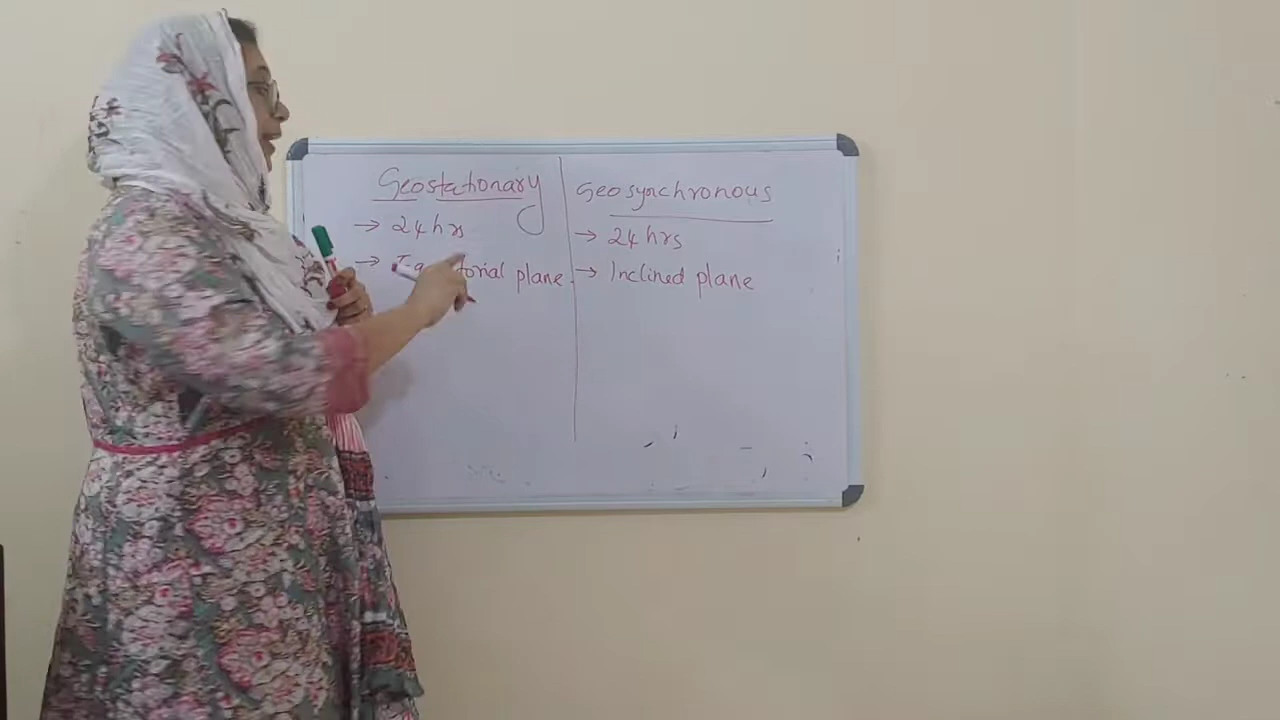 Geostationary
→ 24 hrs
→ plane.
Geosynchronous
→ 24 hrs
→ Inclined plane